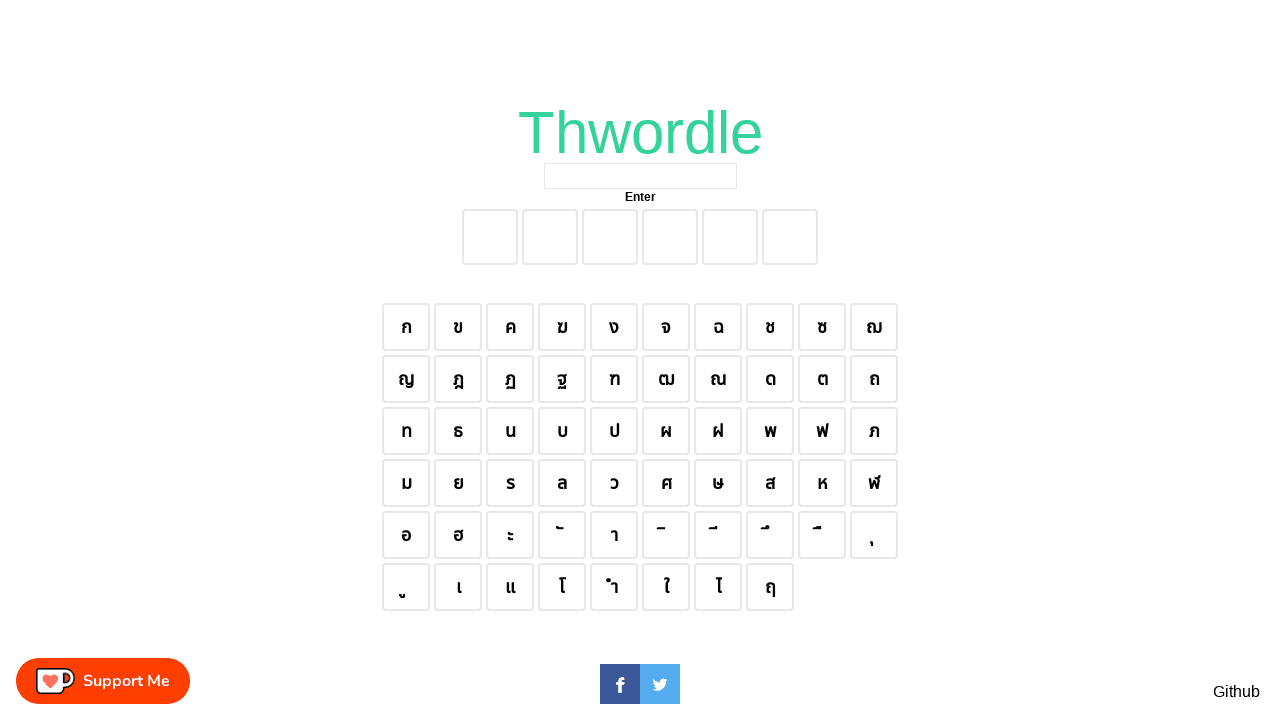 Thwordle
Enter
ก ข ค ฆ ง จ ฉ ช ซ ฌ
ญ ฎ ฏ ฐ ฑ ฒ ณ ด ต ถ
ท ธ น บ ป ผ ฝ พ ฟ ภ
ม ย ร ล ว ศ ษ ส ห ฬ
อ ฮ ะ ั า ิ ี ึ ื ุ
ู เ แ โ ำ ใ ไ ฤ
Support Me
Github